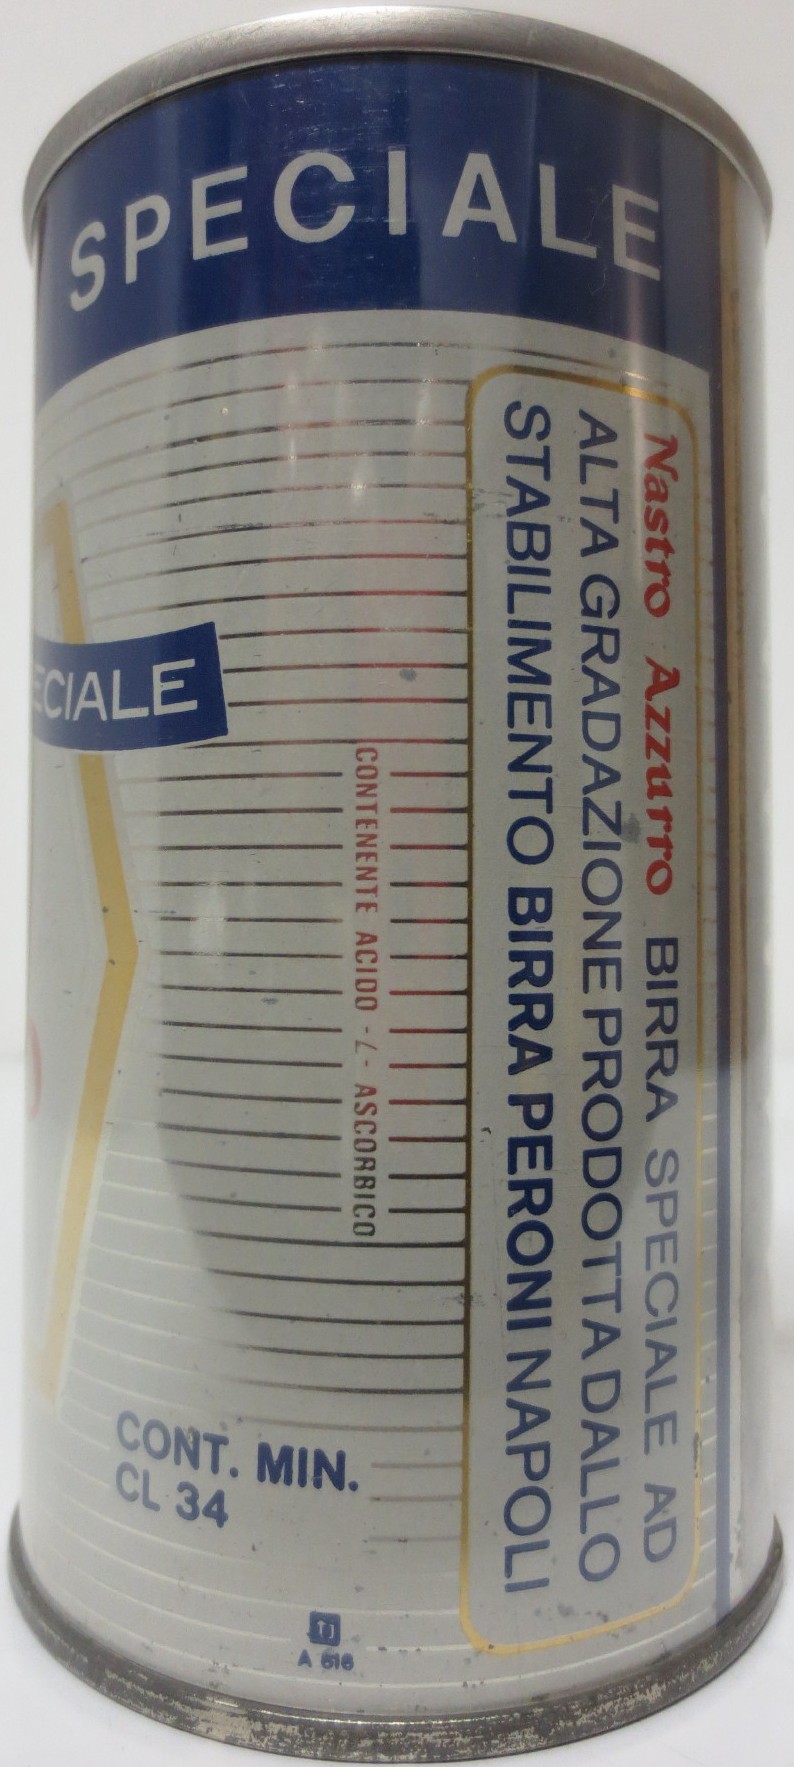 SPECIALE
ECIALE
CONTENENTE ACIDO -L- ASCORBICO
Nastro Azzurro BIRRA SPECIALE AD
ALTA GRADAZIONE PRODOTTA DALLO
STABILIMENTO BIRRA PERONI NAPOLI
CONT. MIN.
CL 34
A 616